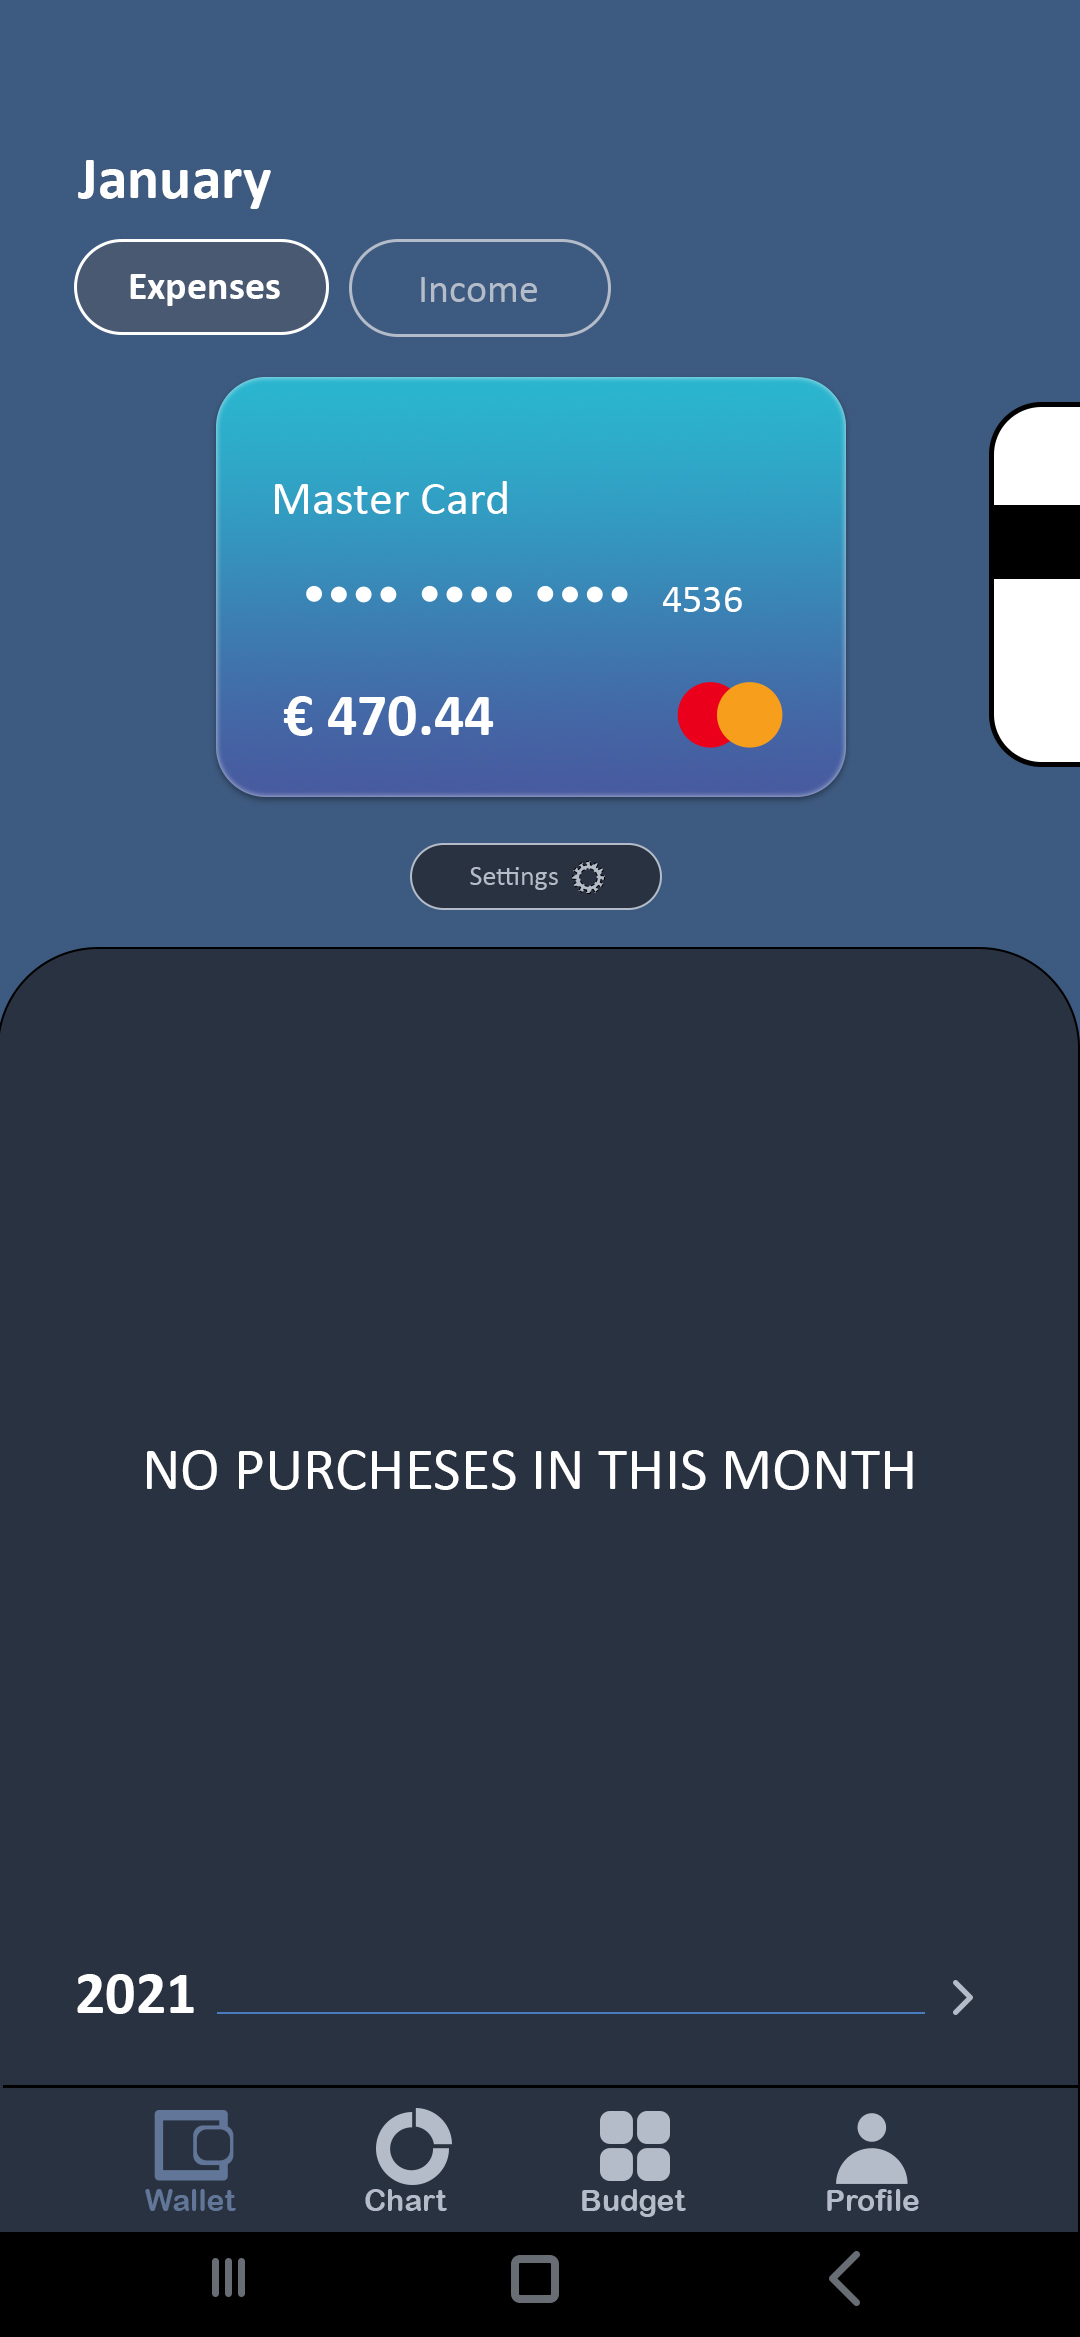 January
Expenses
Income
Master Card
•••• •••• •••• 4536
€ 470.44
Settings
NO PURCHESES IN THIS MONTH
2021
Wallet
Chart
Budget
Profile